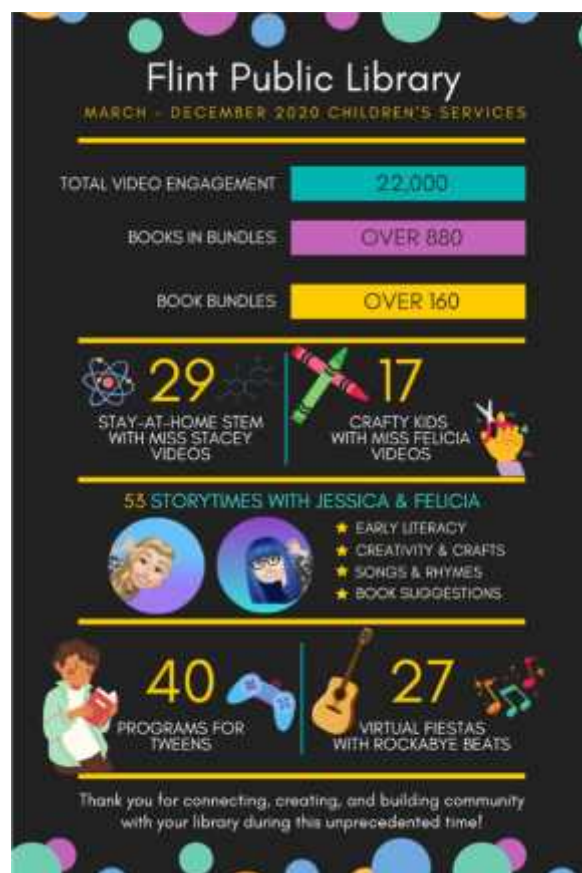 Flint Public Library
MARCH - DECEMBER 2020 CHILDREN'S SERVICES
TOTAL VIDEO ENGAGEMENT 22,000
BOOKS IN BUNDLES OVER 880
BOOK BUNDLES OVER 160
29
STAY-AT-HOME STEM
WITH MISS STACEY
VIDEOS
17
CRAFTY KIDS
WITH MISS FELICIA
VIDEOS
53 STORYTIMES WITH JESSICA & FELICIA
EARLY LITERACY
CREATIVITY & CRAFTS
SONGS & RHYMES
BOOK SUGGESTIONS
40
PROGRAMS FOR
TWEENS
27
VIRTUAL FIESTAS
WITH ROCKABYE BEATS
Thank you for connecting, creating, and building community
with your library during this unprecedented time!